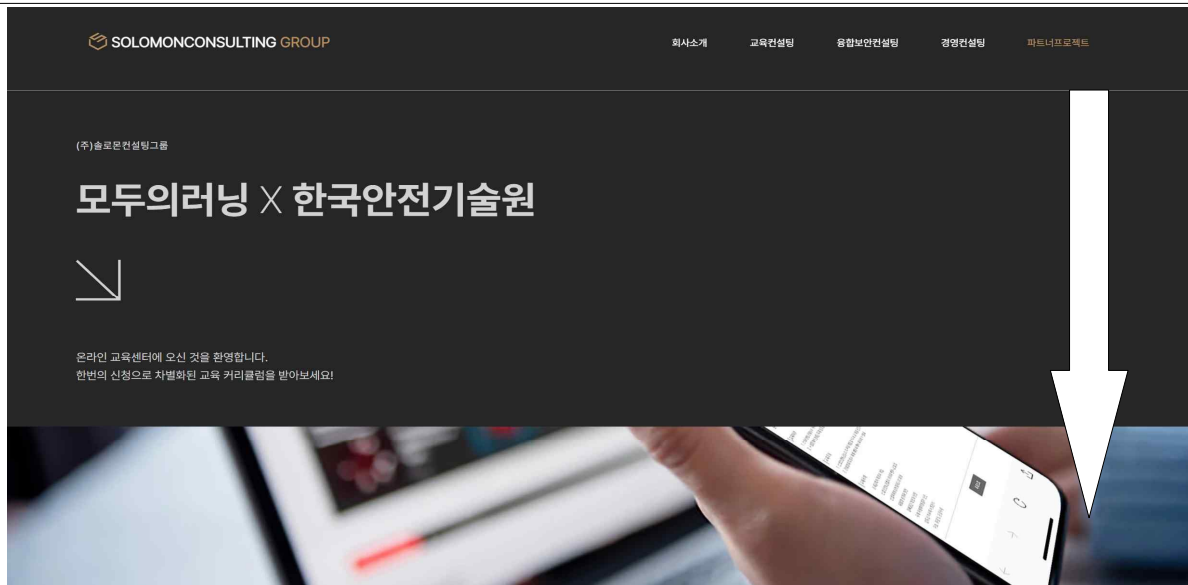 SOLOMONCONSULTING GROUP
회사소개 교육컨설팅 융합보안컨설팅 경영컨설팅 파트너프로젝트
(주)솔로몬컨설팅그룹
모두의러닝 X 한국안전기술원
온라인 교육센터에 오신 것을 환영합니다.
한번의 신청으로 차별화된 교육 커리큘럼을 받아보세요!